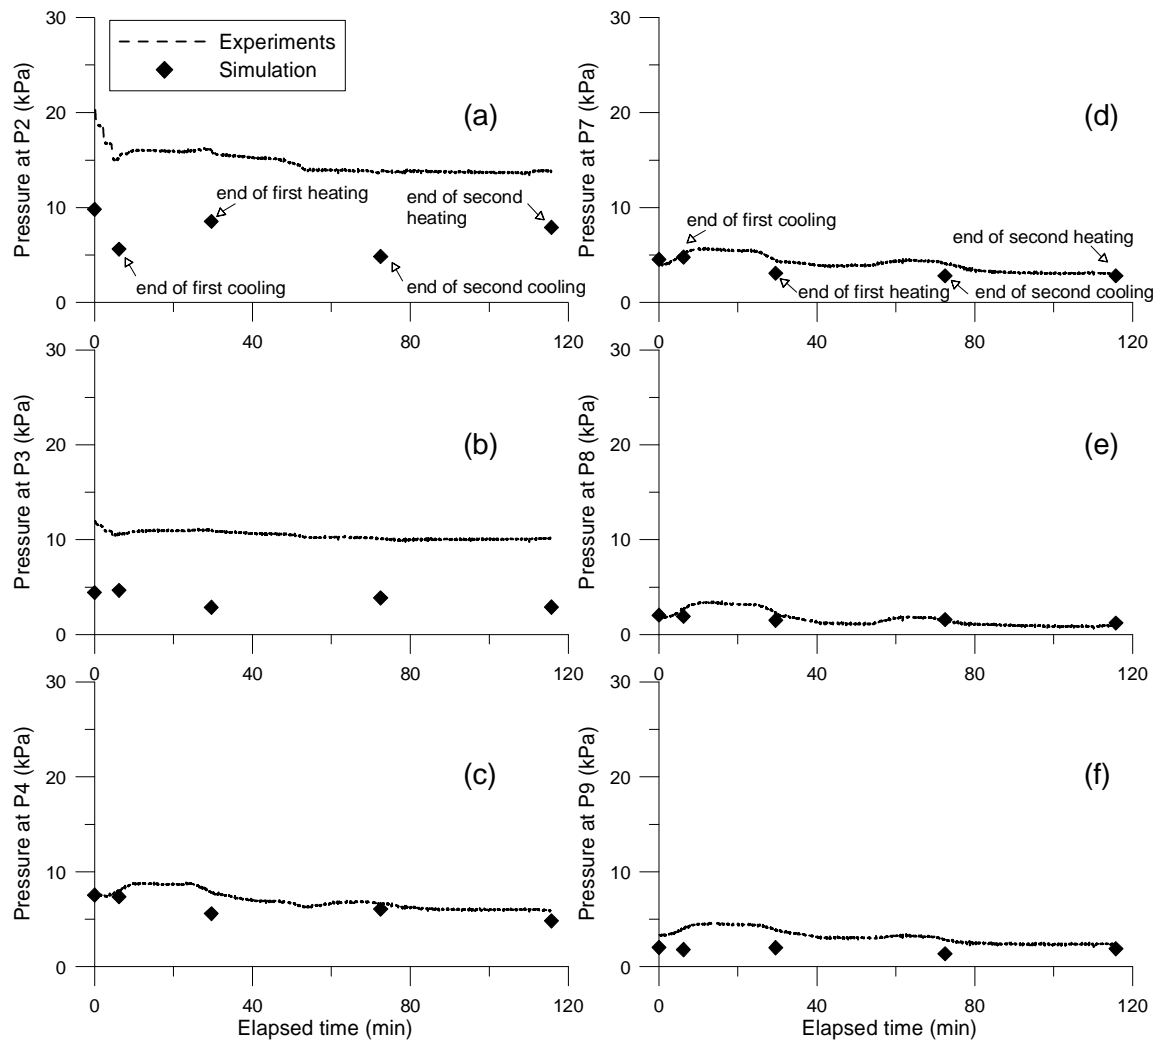 30
20
10
0
Pressure at P2 (kPa)
Experiments
Simulation
(a)
end of first heating
end of second
heating
end of first cooling
end of second cooling
0
40
80
120
30
20
10
0
Pressure at P7 (kPa)
(d)
end of first cooling
end of second heating
end of first heating
end of second cooling
0
40
80
120
30
20
10
0
Pressure at P3 (kPa)
(b)
0
40
80
120
30
20
10
0
Pressure at P8 (kPa)
(e)
0
40
80
120
30
20
10
0
Pressure at P4 (kPa)
(c)
0
40
80
120
Elapsed time (min)
30
20
10
0
Pressure at P9 (kPa)
(f)
0
40
80
120
Elapsed time (min)